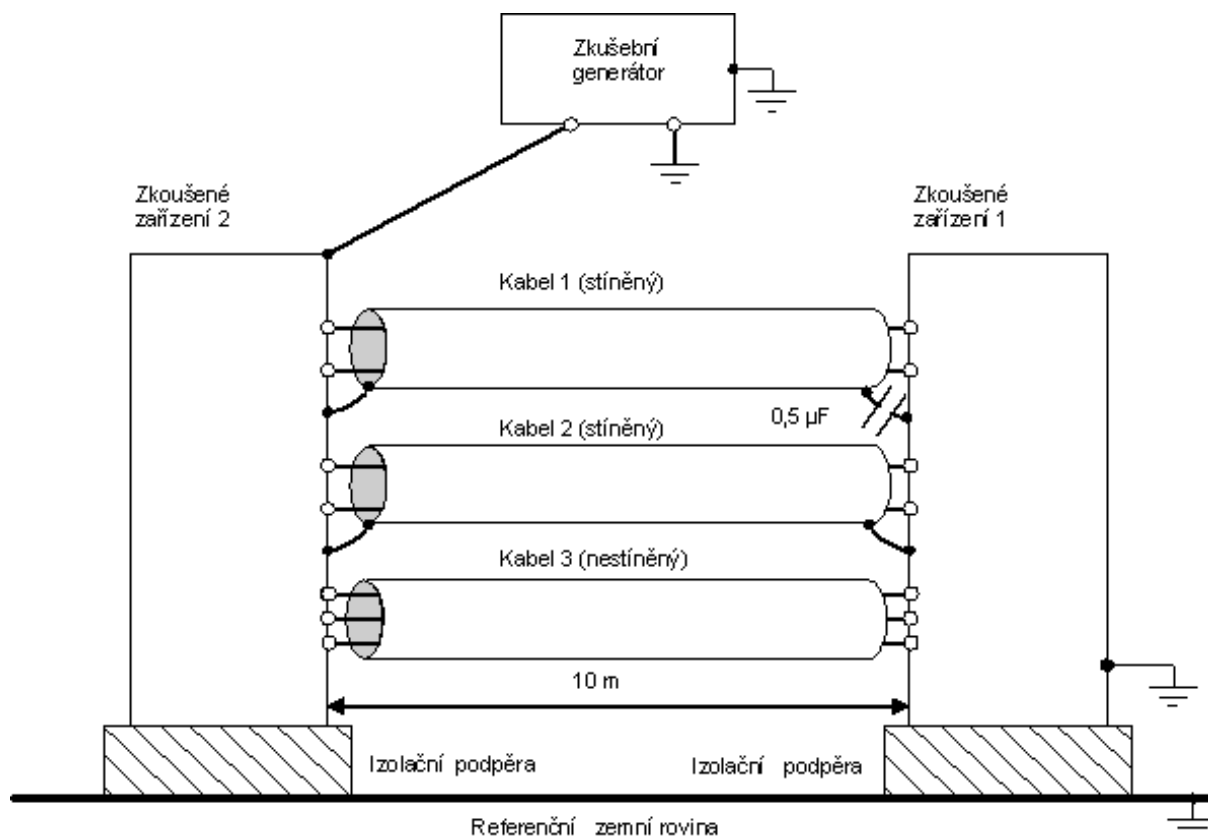 Zkušební
generátor
Zkoušené
zařízení 2
Zkoušené
zařízení 1
Kabel 1 (stíněný)
0,5 µF
Kabel 2 (stíněný)
Kabel 3 (nestíněný)
10 m
Izolační podpěra
Izolační podpěra
Referenční zemní rovina